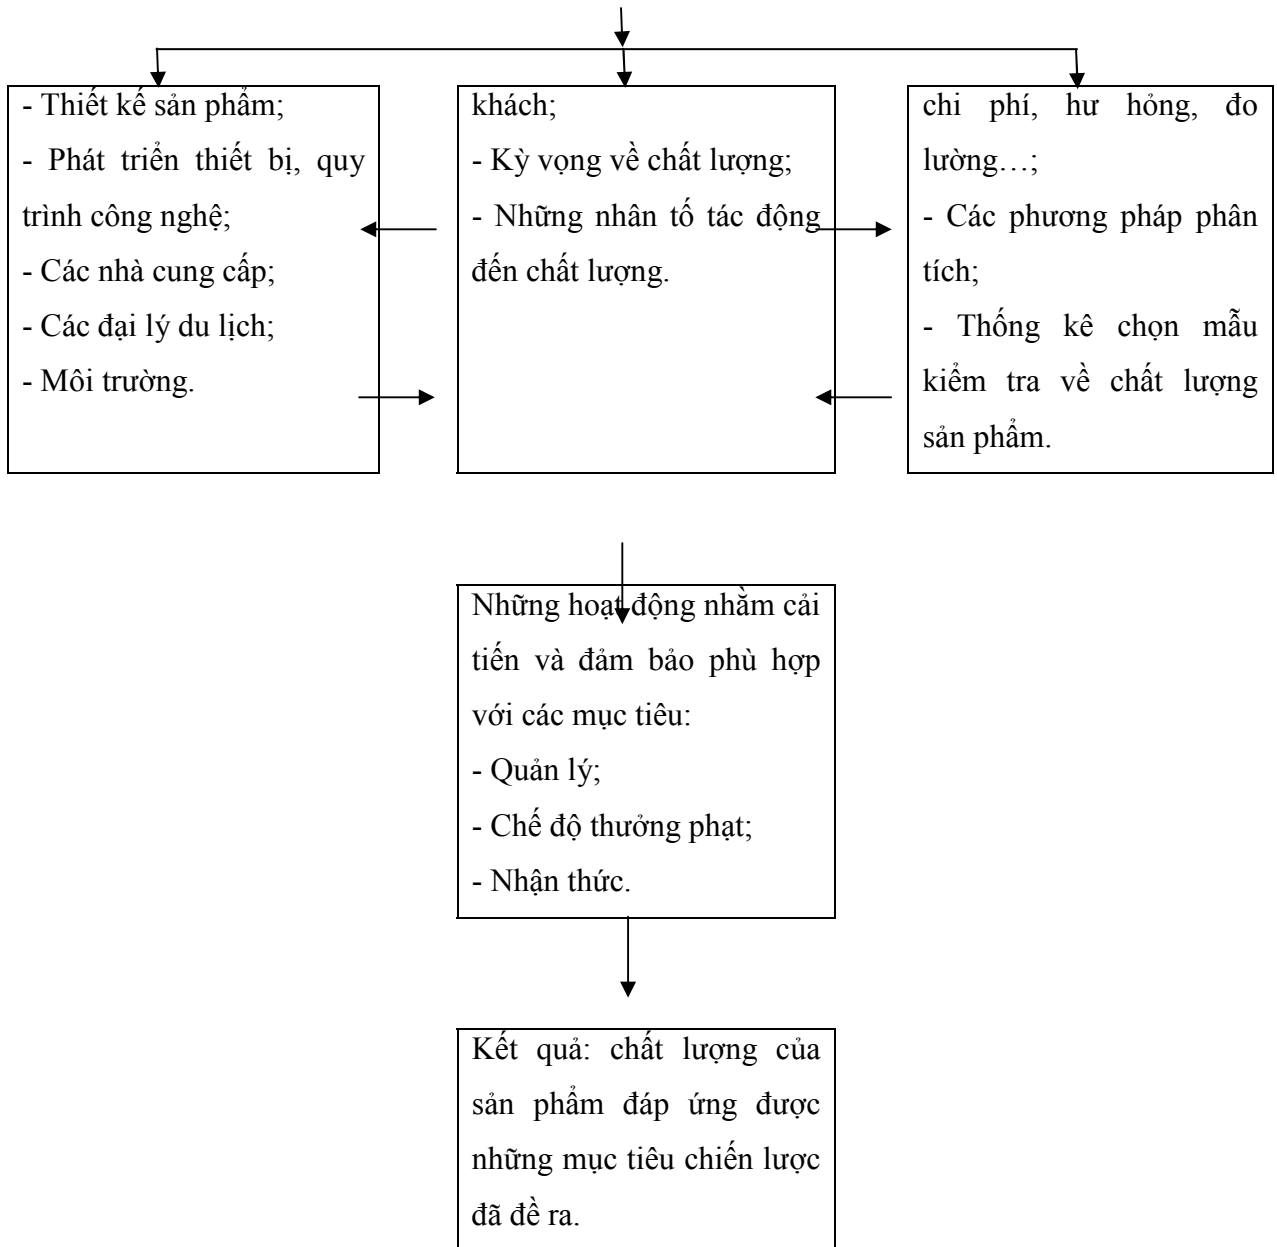 - Thiết kế sản phẩm;
- Phát triển thiết bị, quy
trình công nghệ;
- Các nhà cung cấp;
- Các đại lý du lịch;
- Môi trường.
khách;
- Kỳ vọng về chất lượng;
- Những nhân tố tác động
đến chất lượng.
chi phí, hư hỏng, đo
lường…;
- Các phương pháp phân
tích;
- Thống kê chọn mẫu
kiểm tra về chất lượng
sản phẩm.
Những hoạt động nhằm cải
tiến và đảm bảo phù hợp
với các mục tiêu:
- Quản lý;
- Chế độ thưởng phạt;
- Nhận thức.
Kết quả: chất lượng của
sản phẩm đáp ứng được
những mục tiêu chiến lược
đã đề ra.